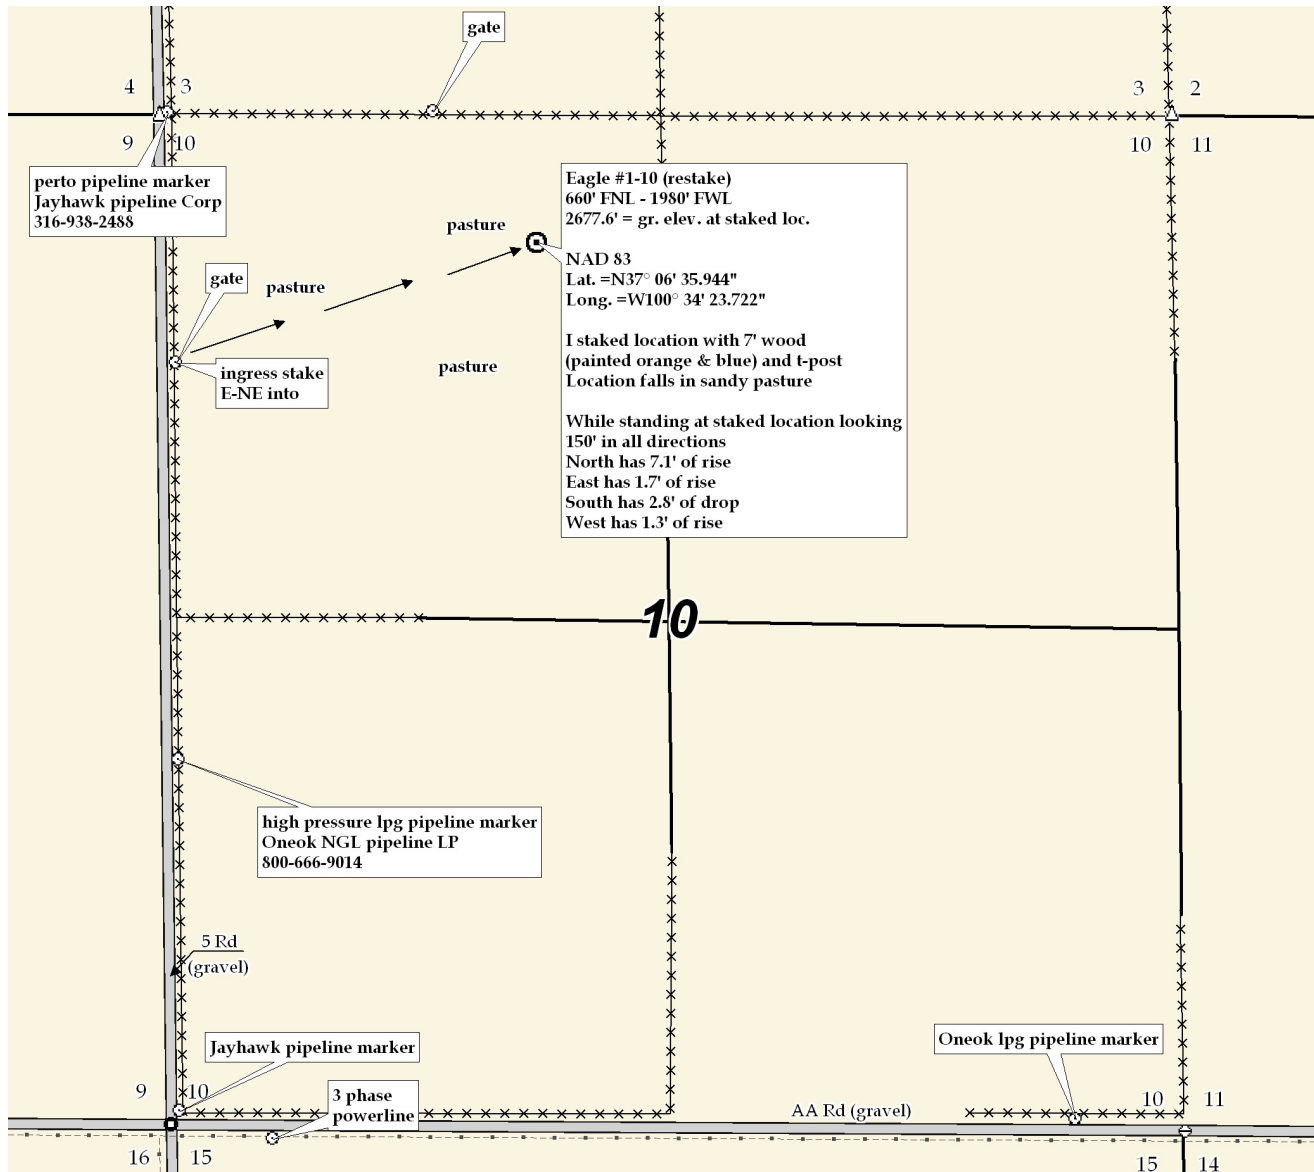 gate
4 3
3 2
9 10
10 11
perto pipeline marker
Jayhawk pipeline Corp
316-938-2488
Eagle #1-10 (restake)
660' FNL - 1980' FWL
2677.6' = gr. elev. at staked loc.
NAD 83
Lat. =N37° 06' 35.944"
Long. =W100° 34' 23.722"
I staked location with 7' wood
(painted orange & blue) and t-post
Location falls in sandy pasture
While standing at staked location looking
150' in all directions
North has 7.1' of rise
East has 1.7' of rise
South has 2.8' of drop
West has 1.3' of rise
pasture
gate
pasture
pasture
ingress stake
E-NE into
10
high pressure lpg pipeline marker
Oneok NGL pipeline LP
800-666-9014
5 Rd
(gravel)
Jayhawk pipeline marker
Oneok lpg pipeline marker
9 10
3 phase
powerline
AA Rd (gravel)
10 11
16 15
15 14